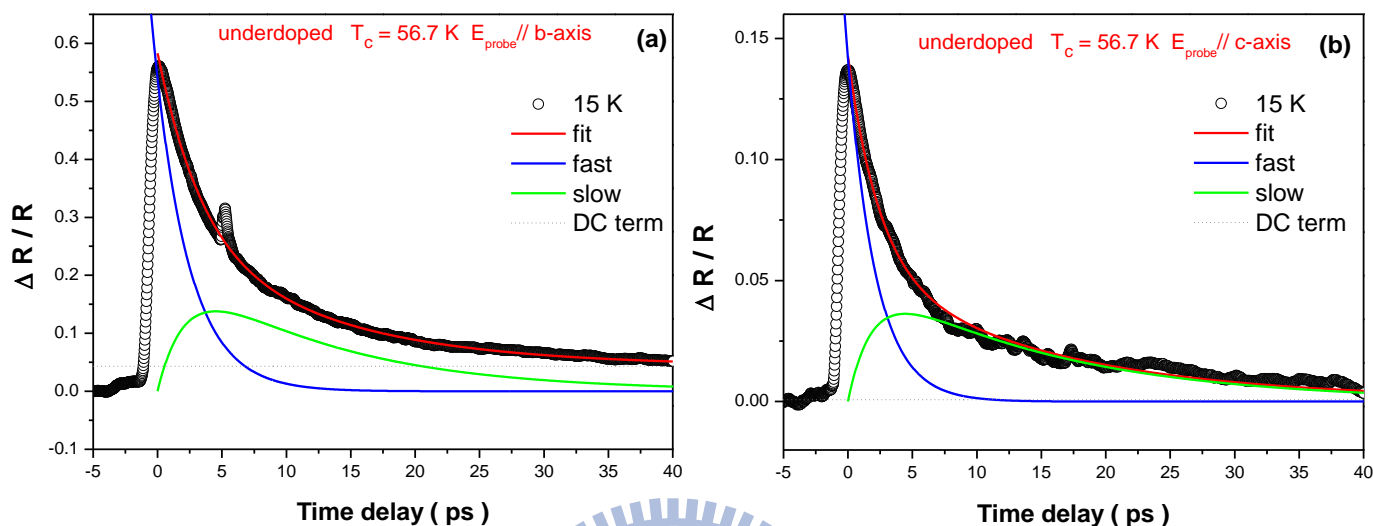 underdoped T_c = 56.7 K E_probe // b-axis (a)
15 K
fit
fast
slow
DC term
Δ R / R
0.6
0.5
0.4
0.3
0.2
0.1
0.0
-0.1
-5 0 5 10 15 20 25 30 35 40
Time delay ( ps )
underdoped T_c = 56.7 K E_probe // c-axis (b)
15 K
fit
fast
slow
DC term
Δ R / R
0.15
0.10
0.05
0.00
-5 0 5 10 15 20 25 30 35 40
Time delay ( ps )